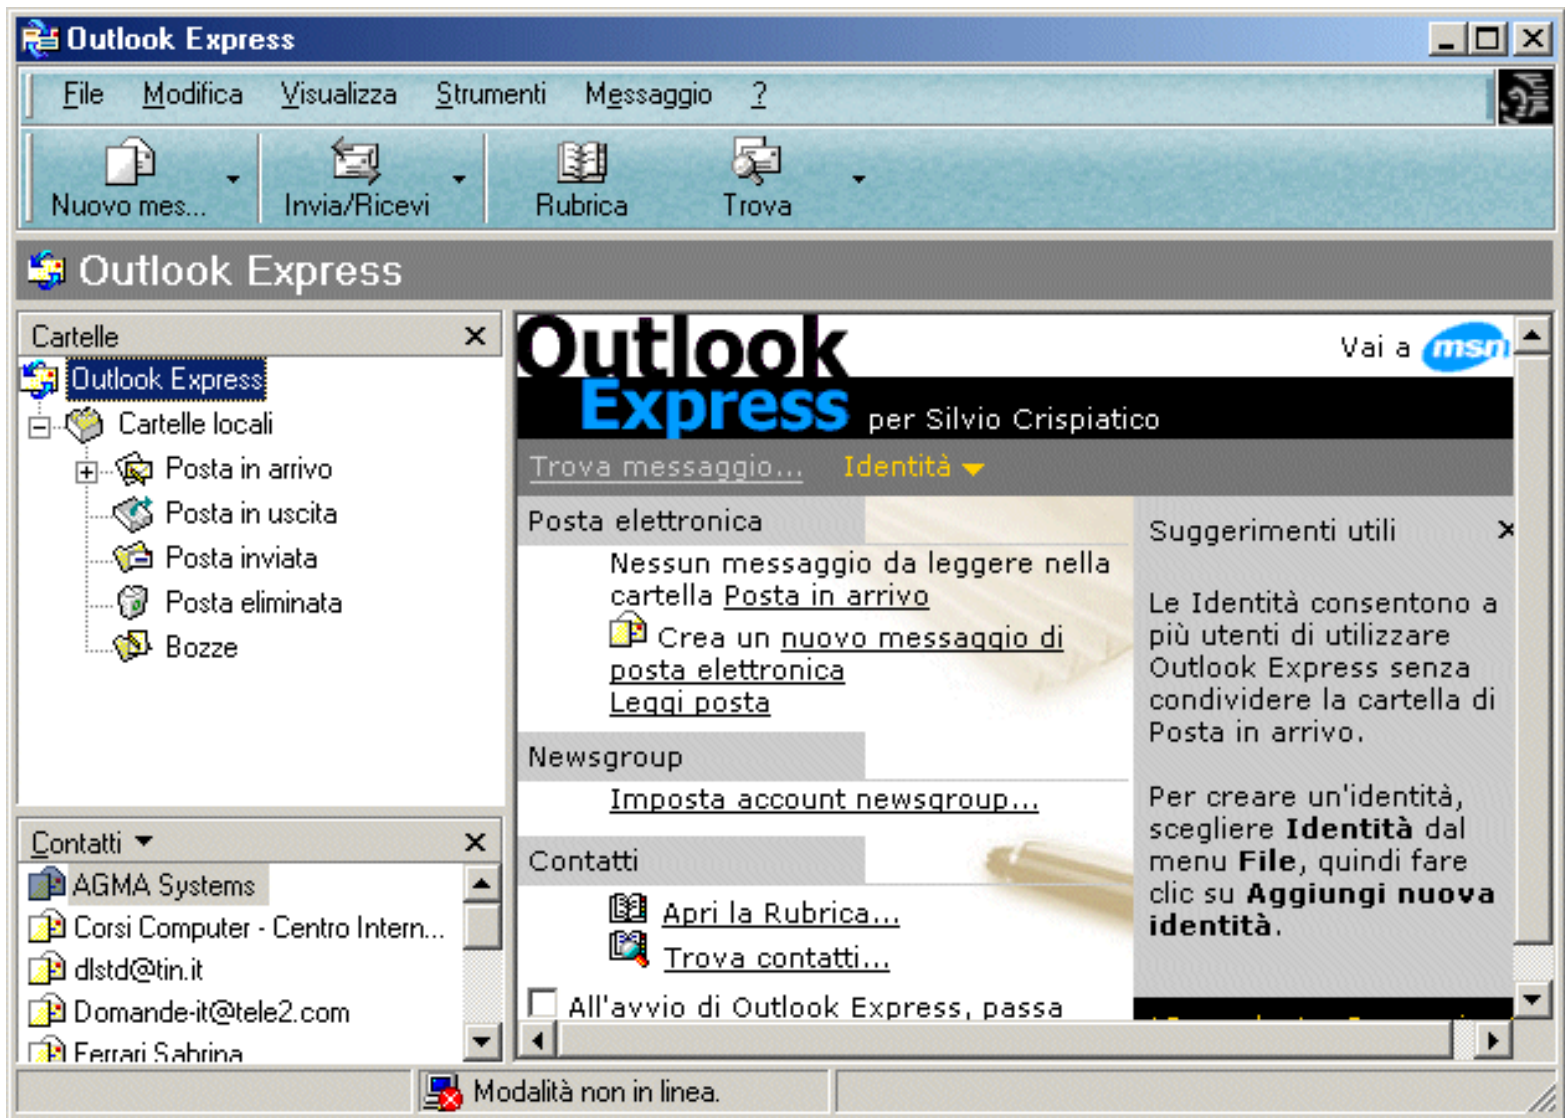 Outlook Express
File Modifica Visualizza Strumenti Messaggio ?
Nuovo mes... Invia/Ricevi Rubrica Trova
Outlook Express
Cartelle
Outlook Express
Cartelle locali
Posta in arrivo
Posta in uscita
Posta inviata
Posta eliminata
Bozze
Contatti
AGMA Systems
Corsi Computer - Centro Intern...
dlstd@tin.it
Domande-it@tele2.com
Ferrari Sabrina
Outlook
Express per Silvio Crispiatico
Vai a msn
Trova messaggio... Identità
Posta elettronica
Nessun messaggio da leggere nella
cartella Posta in arrivo
Crea un nuovo messaggio di
posta elettronica
Leggi posta
Newsgroup
Imposta account newsgroup...
Contatti
Apri la Rubrica...
Trova contatti...
All'avvio di Outlook Express, passa
Suggerimenti utili
Le Identità consentono a
più utenti di utilizzare
Outlook Express senza
condividere la cartella di
Posta in arrivo.
Per creare un'identità,
scegliere Identità dal
menu File, quindi fare
clic su Aggiungi nuova
identità.
Modalità non in linea.